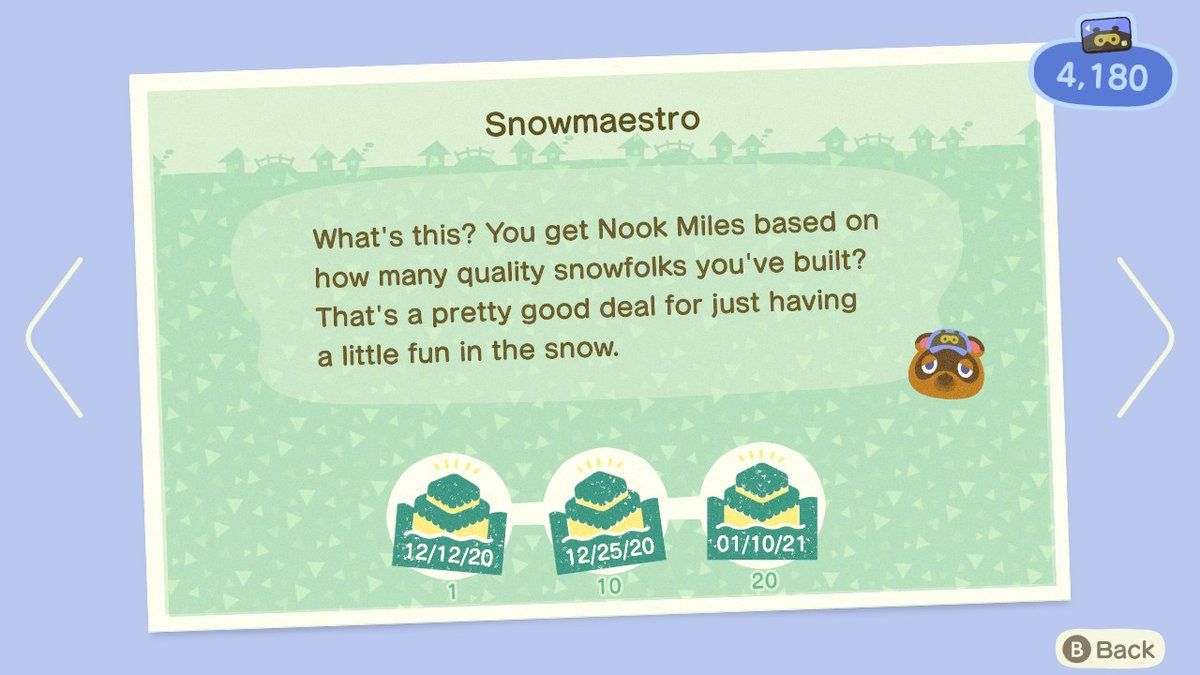 4,180
Snowmaestro
What's this? You get Nook Miles based on
how many quality snowfolks you've built?
That's a pretty good deal for just having
a little fun in the snow.
12/12/20
12/25/20
01/10/21
1
10
20
B Back